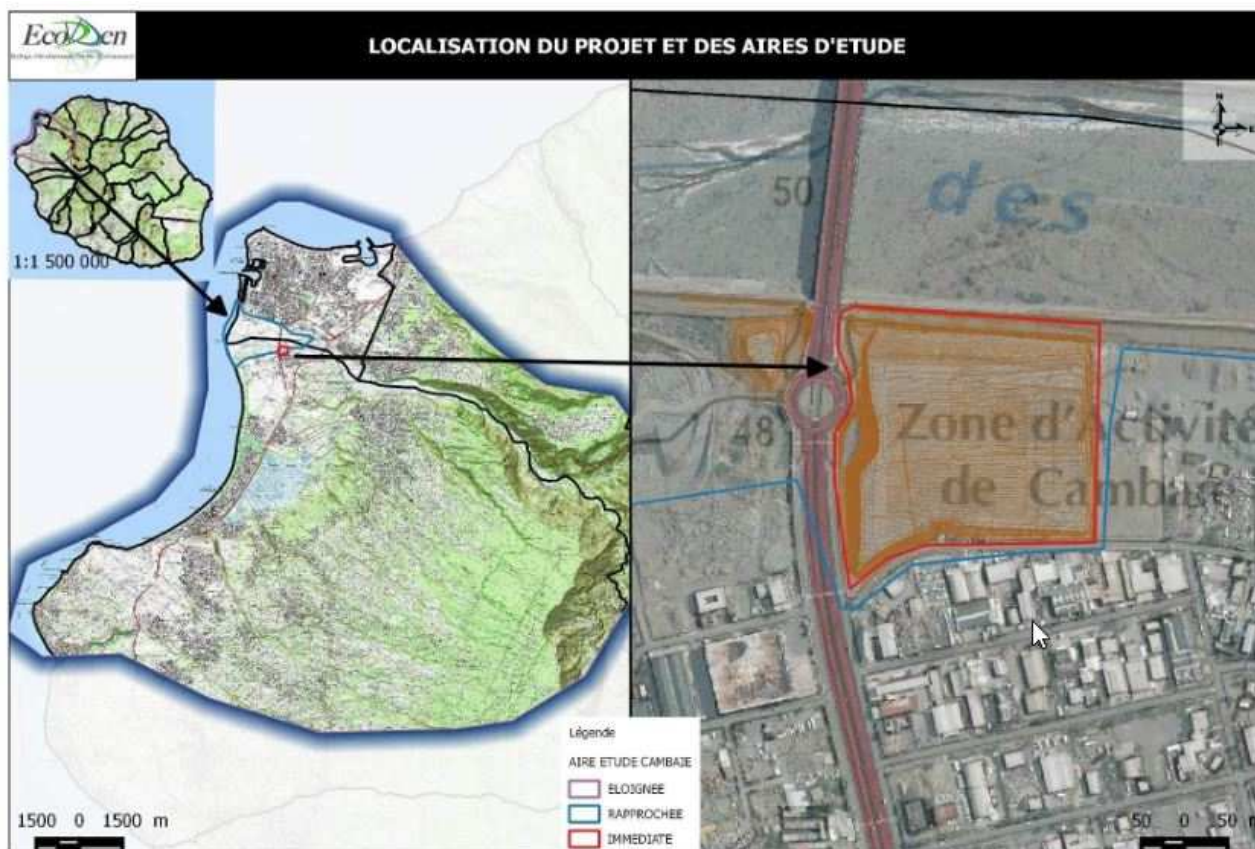 EcoDden
LOCALISATION DU PROJET ET DES AIRES D'ETUDE
1:1 500 000
N
50
des
48
Zone d'Activité
de Cambaie
Légende
AIRE ETUDE CAMBAIE
ELOIGNEE
RAPPROCHEE
IMMEDIATE
1500 0 1500 m
50 0 50 m